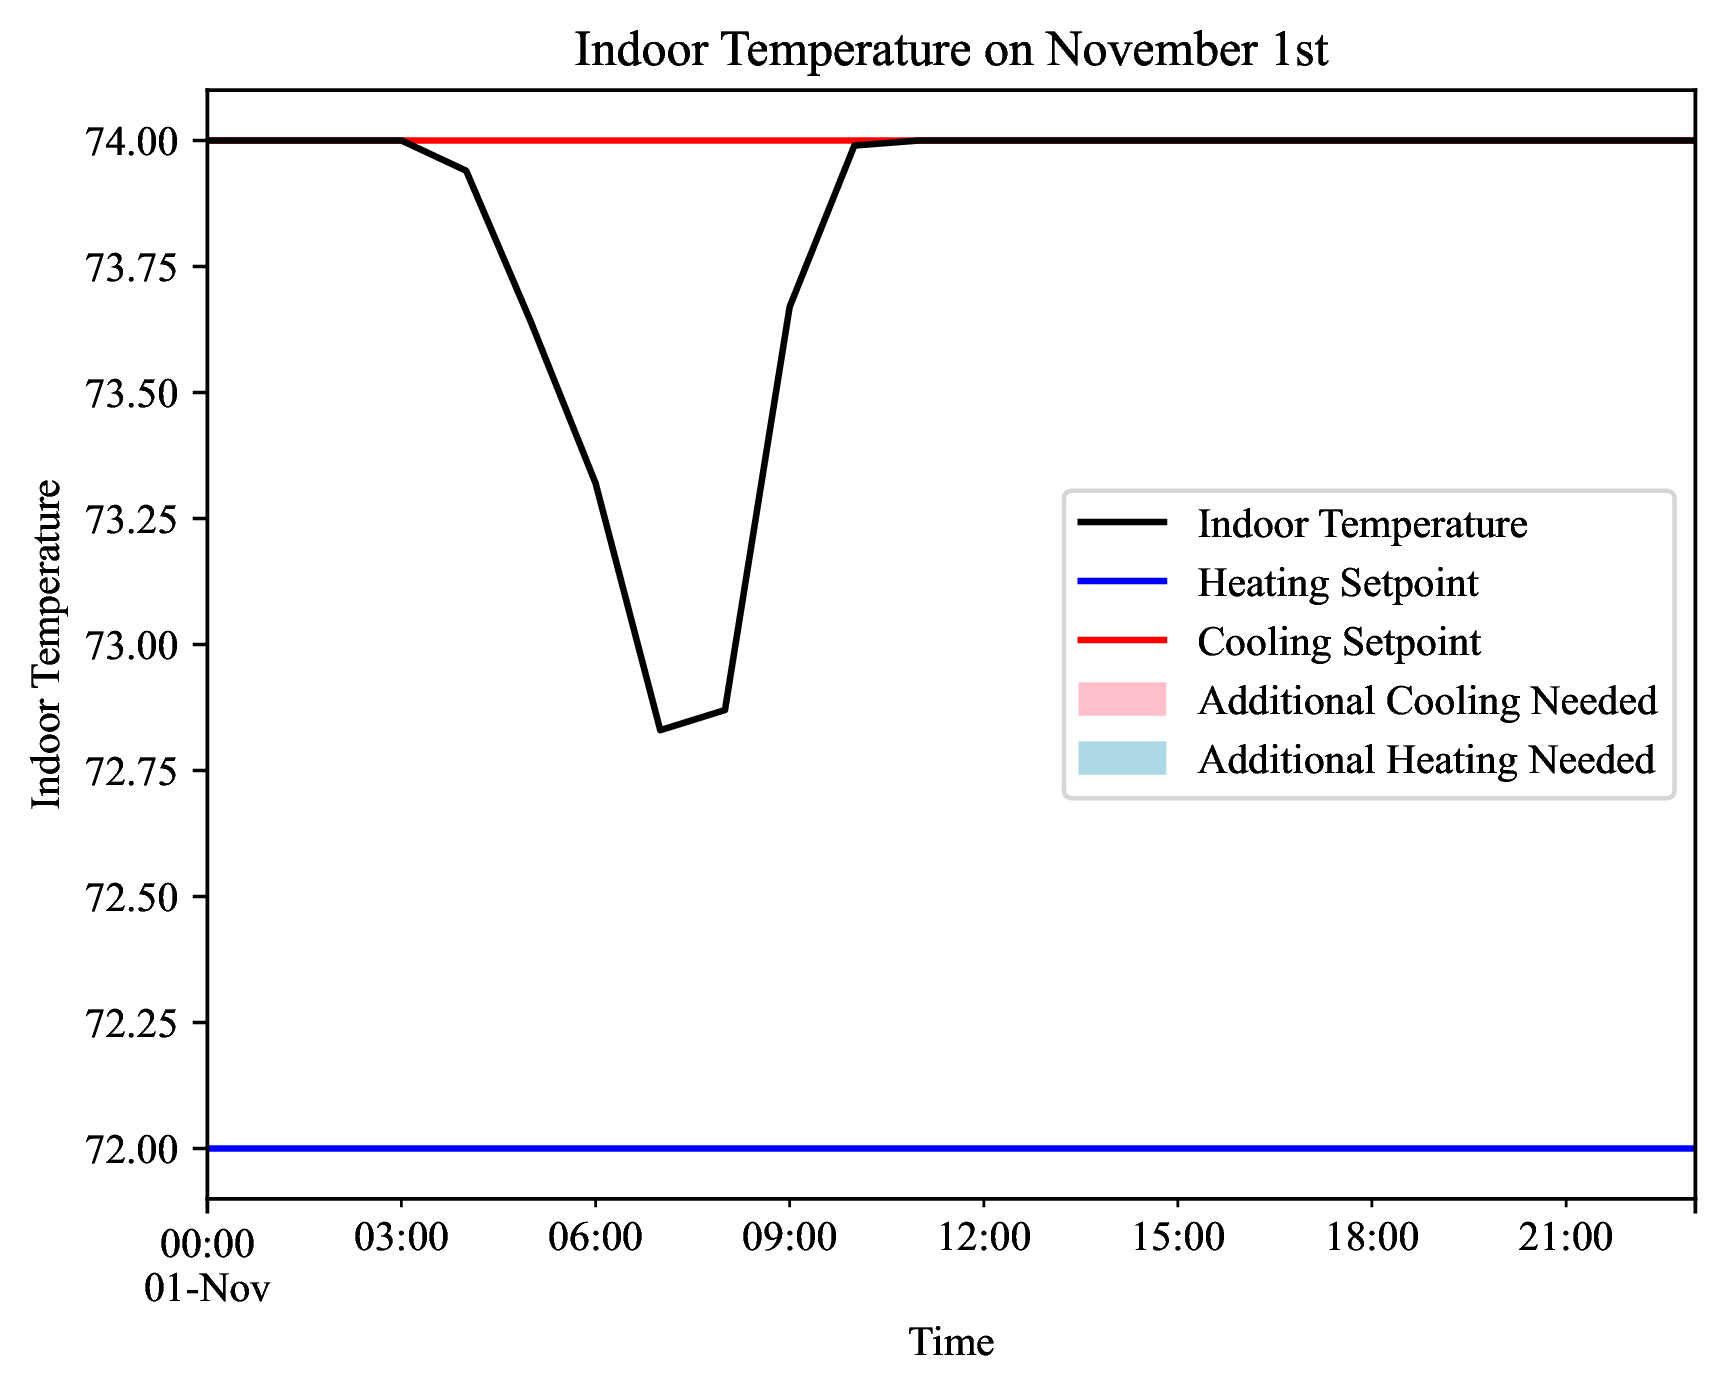 Indoor Temperature on November 1st
74.00
73.75
73.50
73.25
73.00
72.75
72.50
72.25
72.00
Indoor Temperature
Indoor Temperature
Heating Setpoint
Cooling Setpoint
Additional Cooling Needed
Additional Heating Needed
00:00 03:00 06:00 09:00 12:00 15:00 18:00 21:00
01-Nov
Time